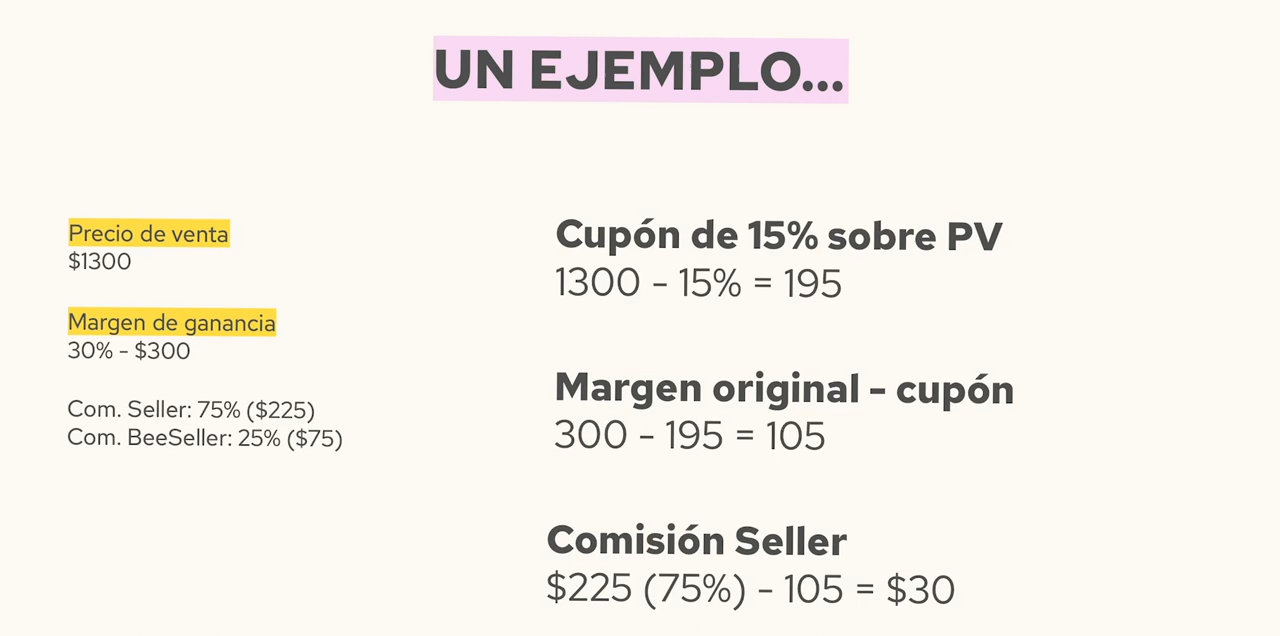 UN EJEMPLO...
Precio de venta
$1300
Margen de ganancia
30% - $300
Com. Seller: 75% ($225)
Com. BeeSeller: 25% ($75)
Cupón de 15% sobre PV
1300 - 15% = 195
Margen original - cupón
300 - 195 = 105
Comisión Seller
$225 (75%) - 105 = $30